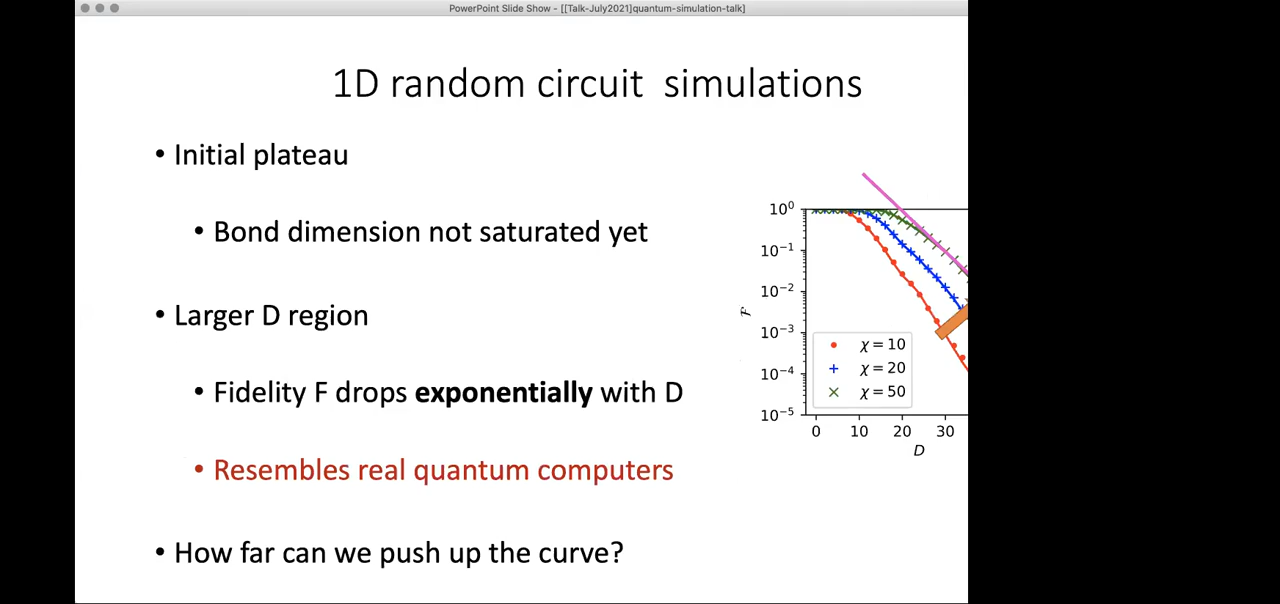 PowerPoint Slide Show - [[Talk-July2021]quantum-simulation-talk]
1D random circuit simulations
• Initial plateau
• Bond dimension not saturated yet
• Larger D region
• Fidelity F drops exponentially with D
• Resembles real quantum computers
• How far can we push up the curve?
10⁰
10⁻¹
10⁻²
10⁻³
10⁻⁴
10⁻⁵
ℱ
χ = 10
χ = 20
χ = 50
0 10 20 30
D